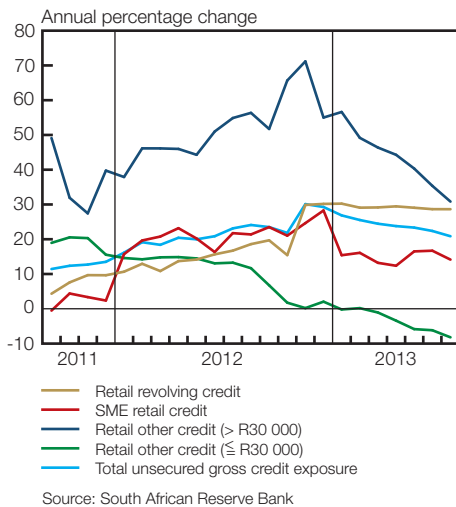 Annual percentage change
80
70
60
50
40
30
20
10
0
-10
2011 2012 2013
Retail revolving credit
SME retail credit
Retail other credit (> R30 000)
Retail other credit (≦ R30 000)
Total unsecured gross credit exposure
Source: South African Reserve Bank